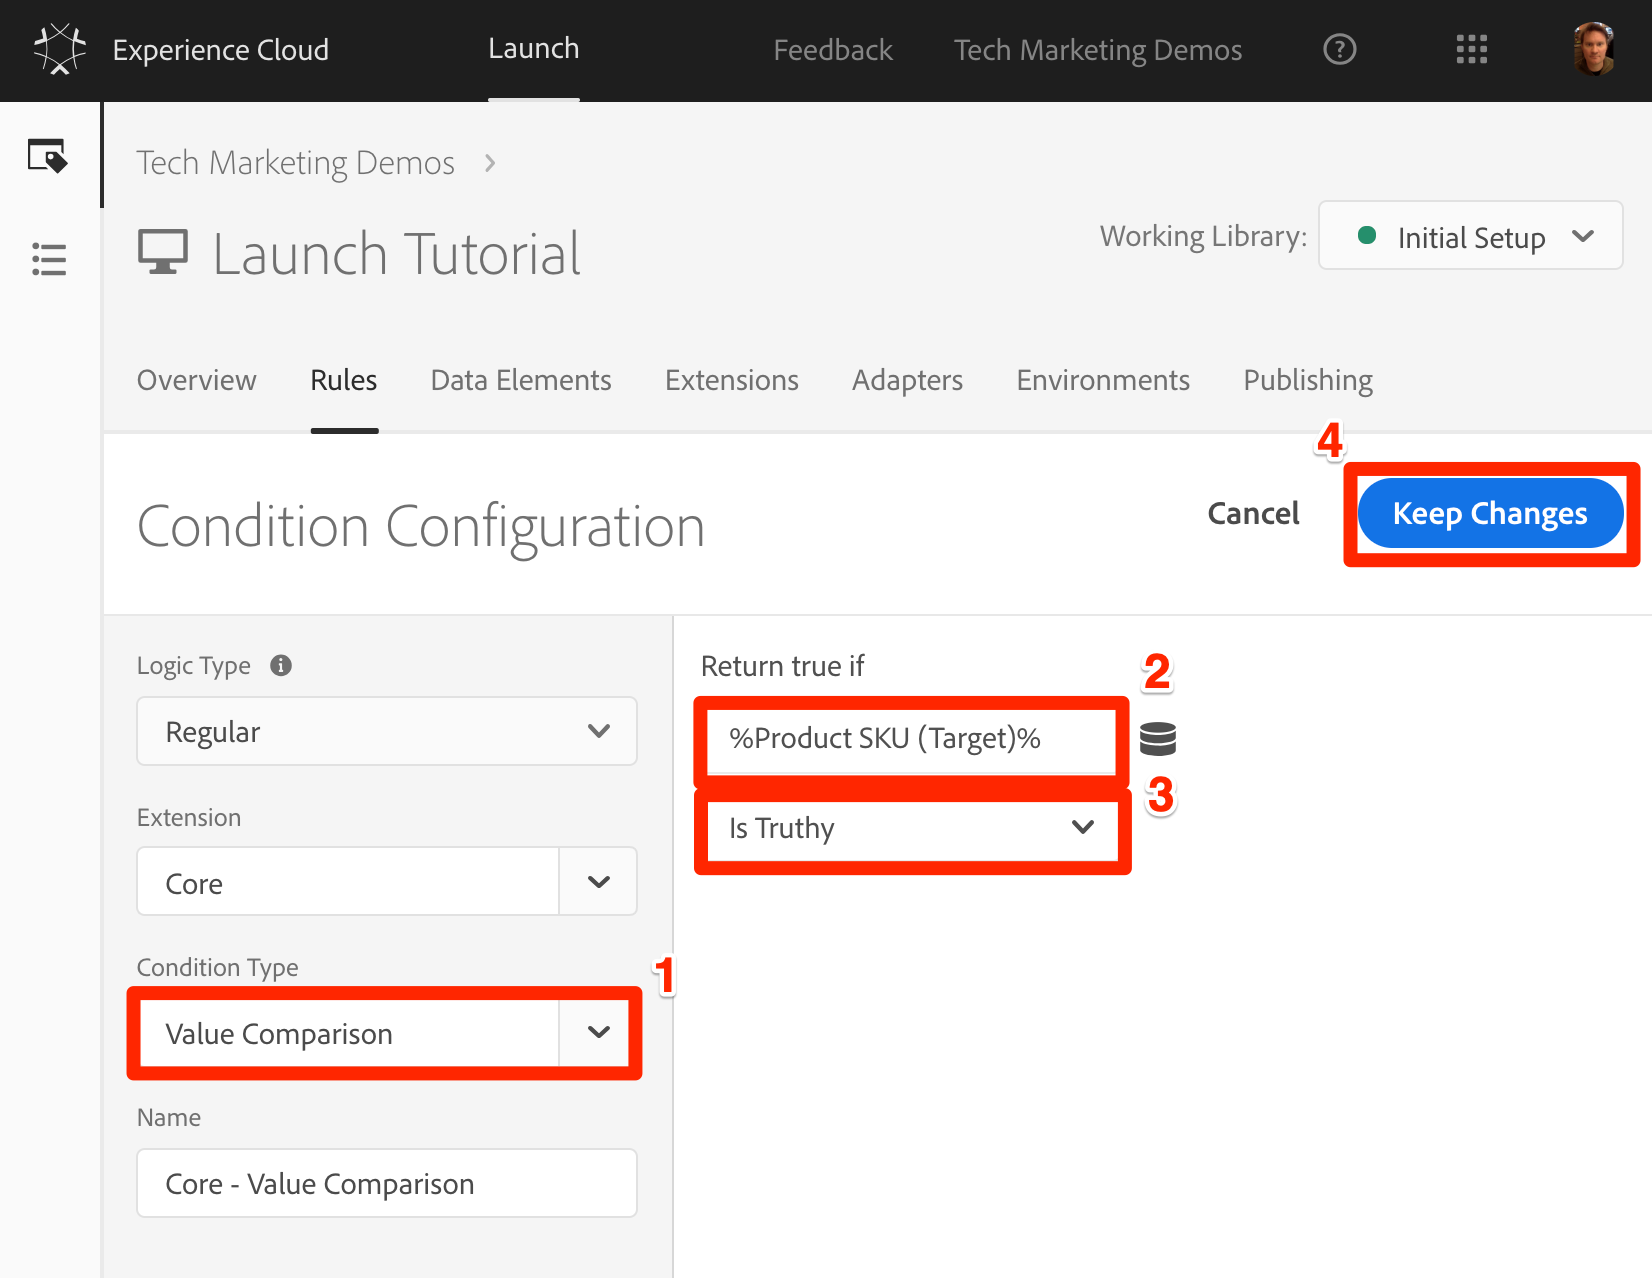 Experience Cloud
Launch
Feedback
Tech Marketing Demos
Tech Marketing Demos
Launch Tutorial
Working Library:
Initial Setup
Overview
Rules
Data Elements
Extensions
Adapters
Environments
Publishing
4
Condition Configuration
Cancel
Keep Changes
Logic Type
Regular
Extension
Core
Condition Type
1
Value Comparison
Name
Core - Value Comparison
Return true if
2
%Product SKU (Target)%
3
Is Truthy